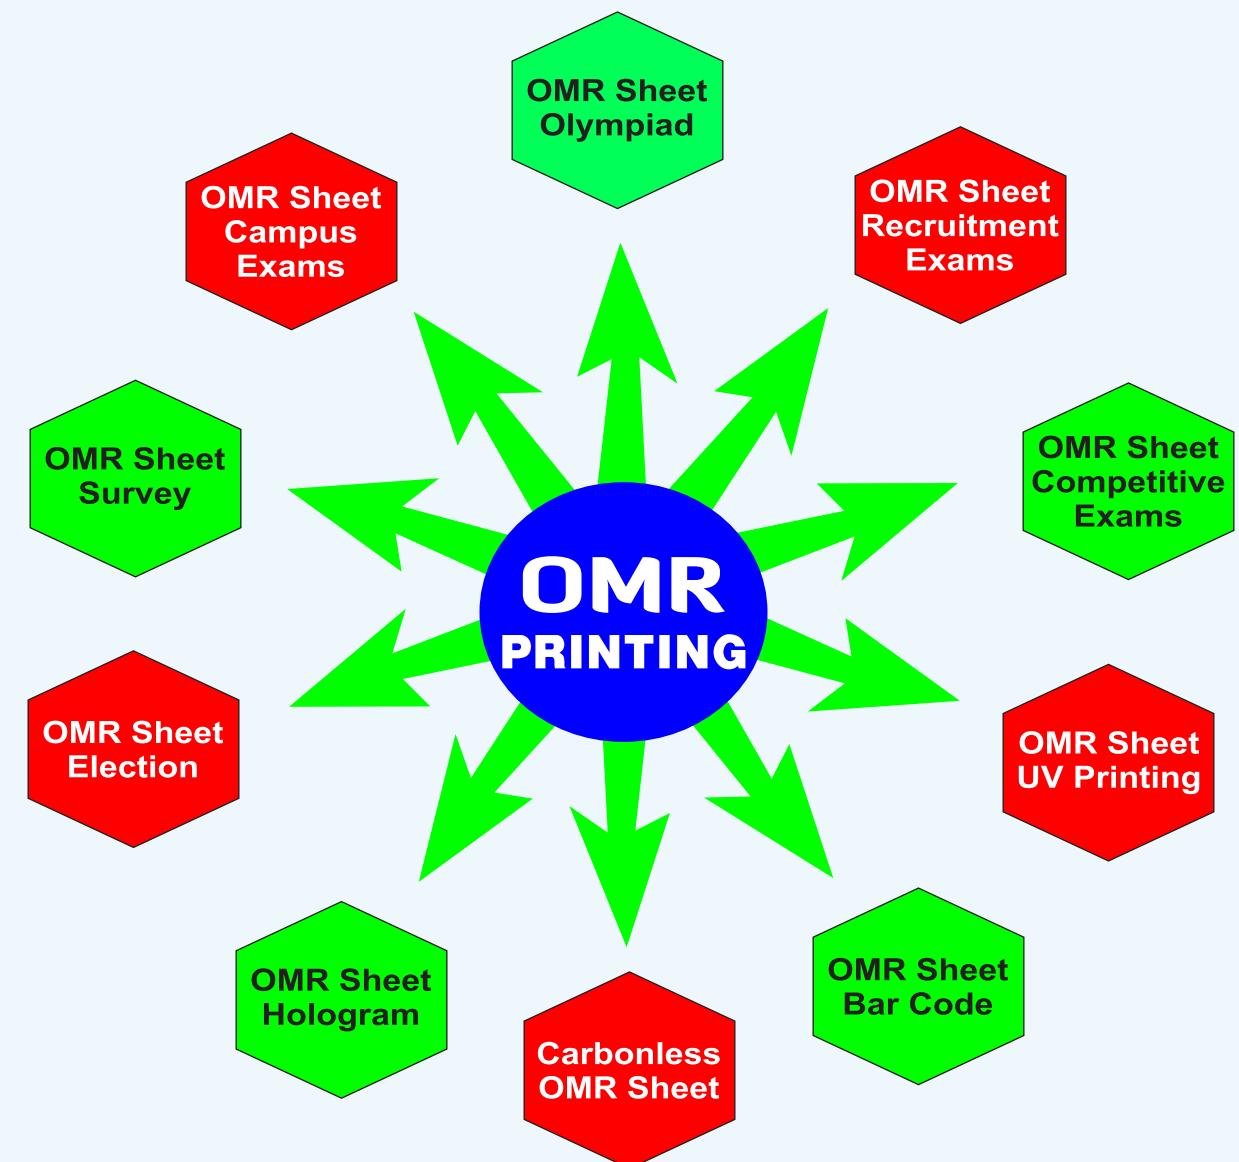 OMR Sheet
Olympiad
OMR Sheet
Campus
Exams
OMR Sheet
Recruitment
Exams
OMR Sheet
Survey
OMR Sheet
Competitive
Exams
OMR
PRINTING
OMR Sheet
Election
OMR Sheet
UV Printing
OMR Sheet
Hologram
Carbonless
OMR Sheet
OMR Sheet
Bar Code